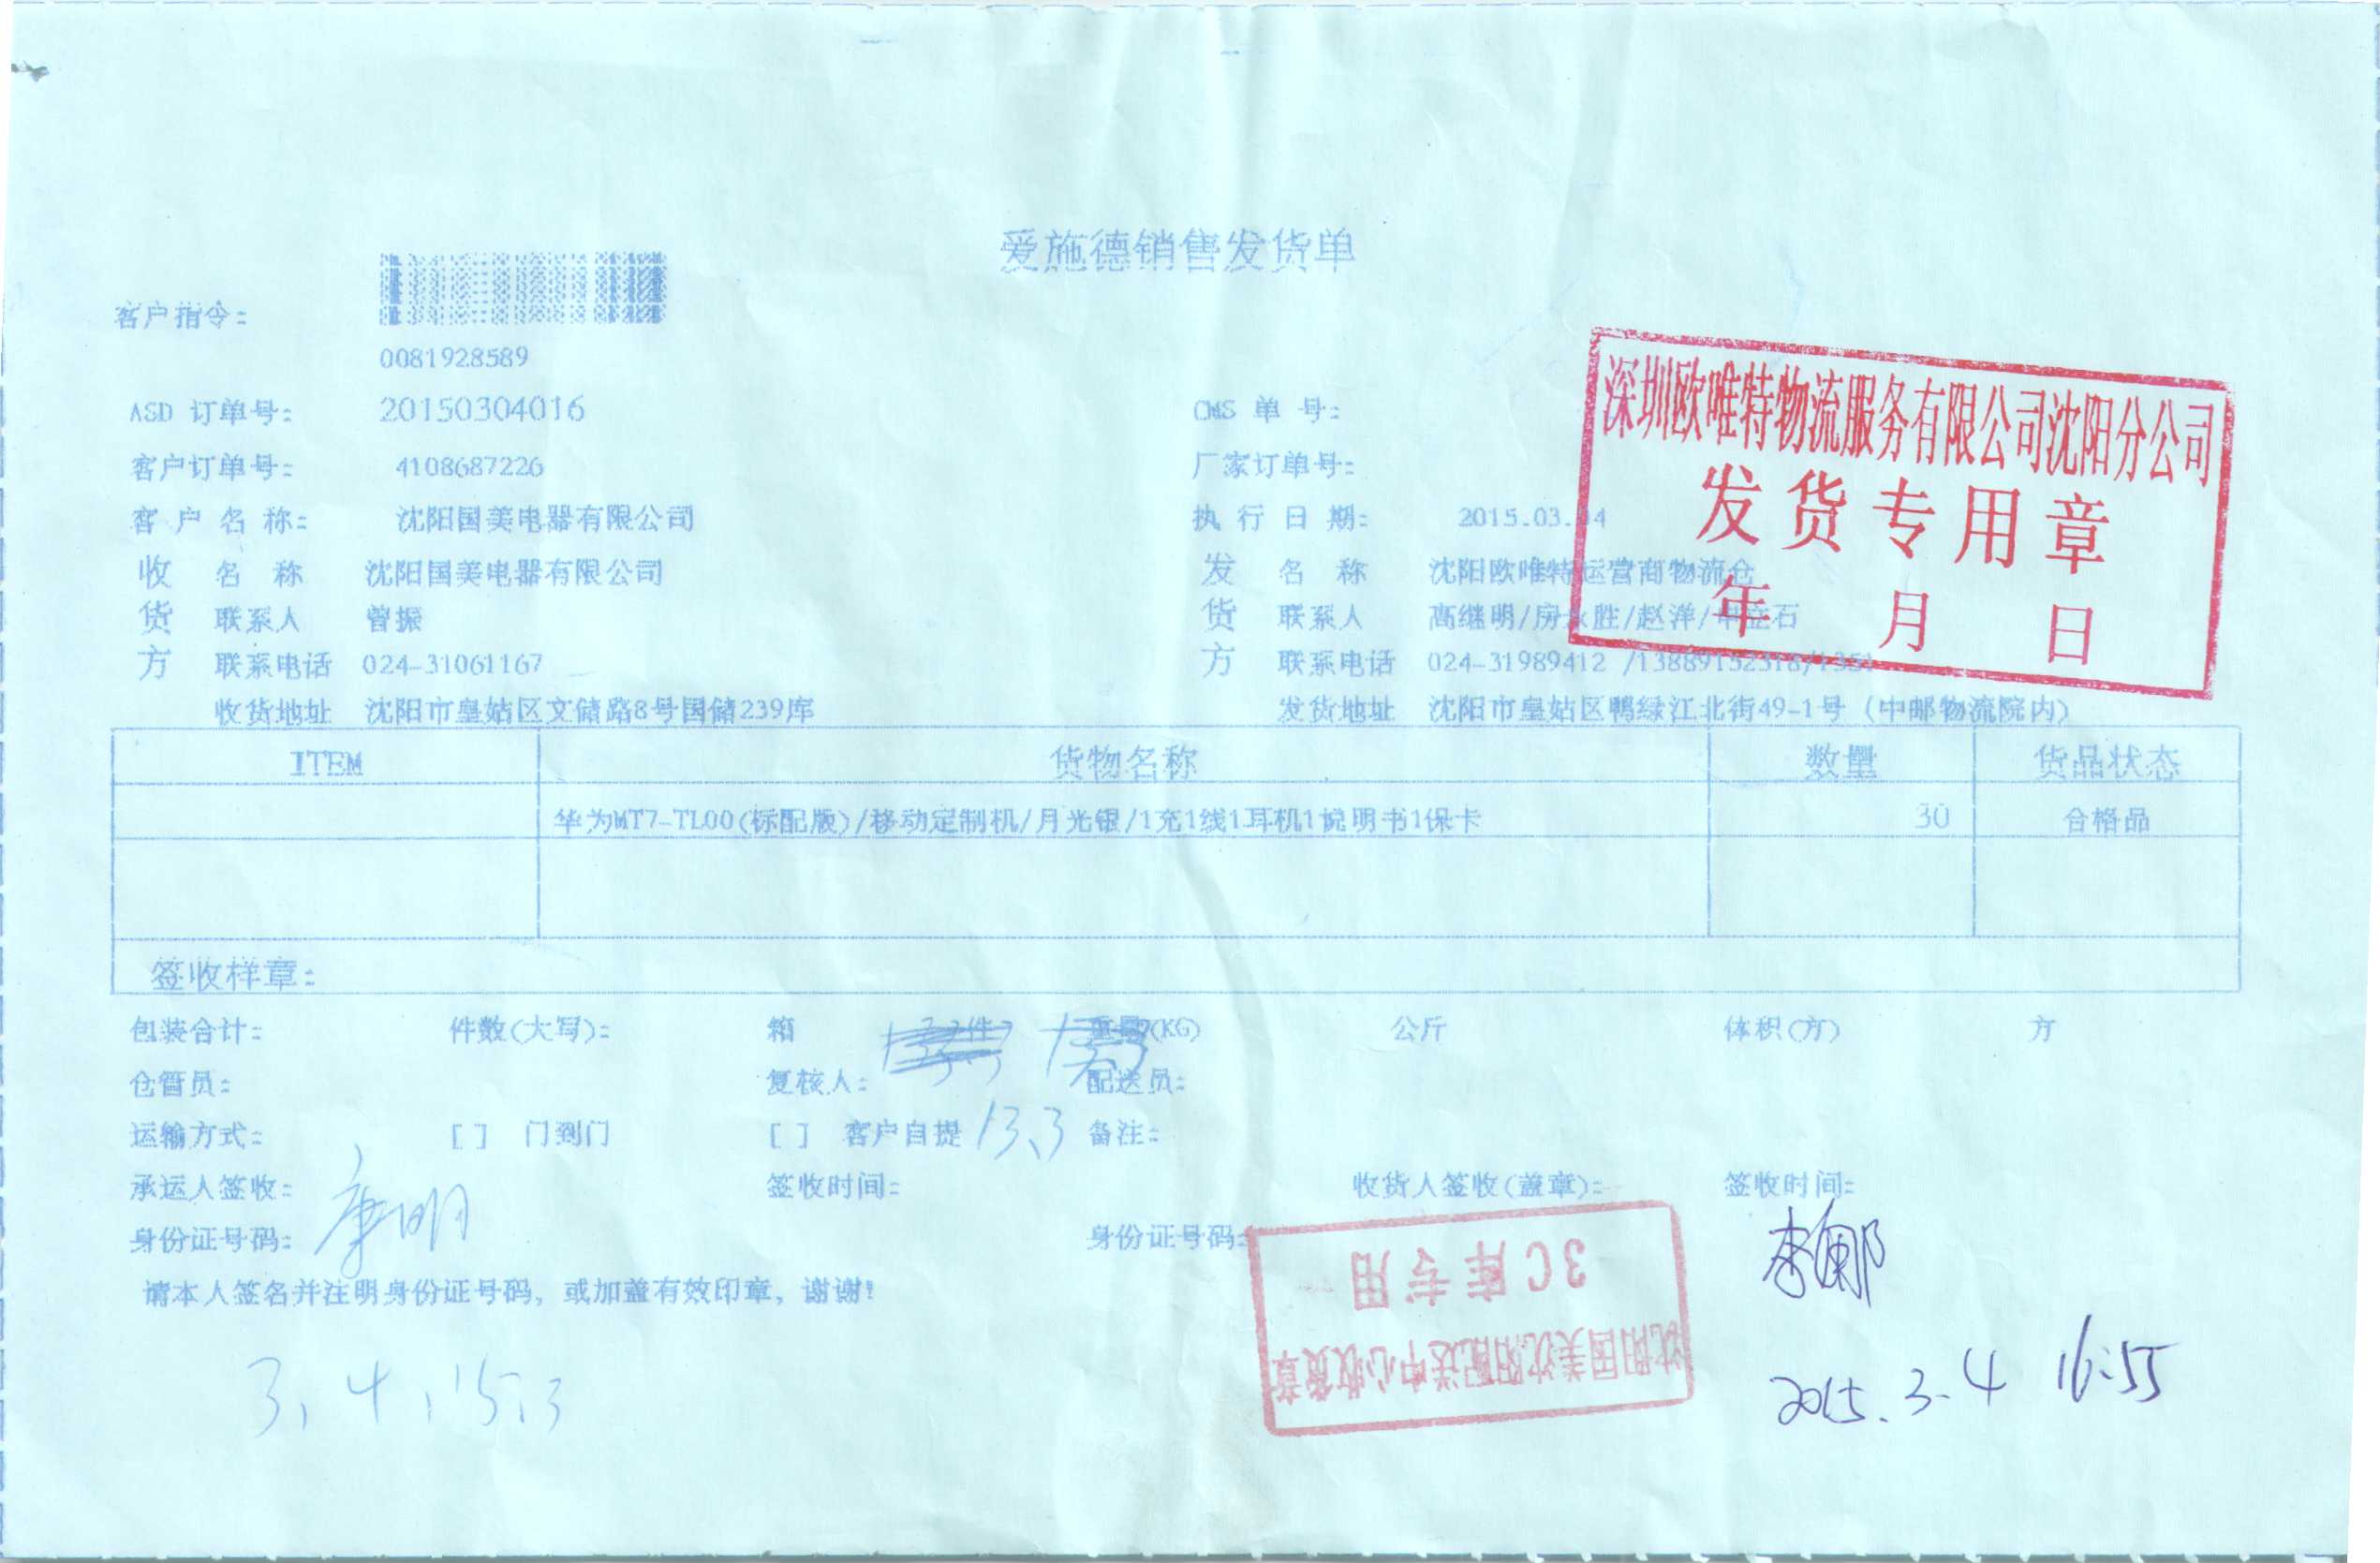 爱施德销售发货单
客户指令:
0081928589
ASD 订单号: 20150304016 OMS 单 号:
客户订单号: 4108687226 厂家订单号:
客 户 名 称: 沈阳国美电器有限公司 执 行 日 期: 2015.03.04
收 名 称 沈阳国美电器有限公司 发 名 称 沈阳欧唯特运营商物流仓
货 联系人 曾振 货 联系人 高继明/房永胜/赵洋/
方 联系电话 024-31061167 方 联系电话 024-31989412 /13889152318/1351
收货地址 沈阳市皇姑区文储路8号国储239库 发货地址 沈阳市皇姑区鸭绿江北街49-1号 (中邮物流院内)
深圳欧唯特物流服务有限公司沈阳分公司
发货专用章
年 月 日
ITEM 货物名称 数量 货品状态
华为MT7-TL00(标配版)/移动定制机/月光银/1充1线1耳机1说明书1保卡 30 合格品
签收样章:
包装合计: 件数(大写): 箱 件 重量(KG) 公斤 体积(方) 方
仓管员: 复核人: 配送员:
运输方式: [ ] 门到门 [ ] 客户自提 13、3 备注:
承运人签收: 签收时间: 收货人签收(盖章): 签收时间:
身份证号码: 身份证号码:
请本人签名并注明身份证号码, 或加盖有效印章, 谢谢!
沈阳国美沈阳配送中心收货章
3C库专用
2015.3.4 16:55